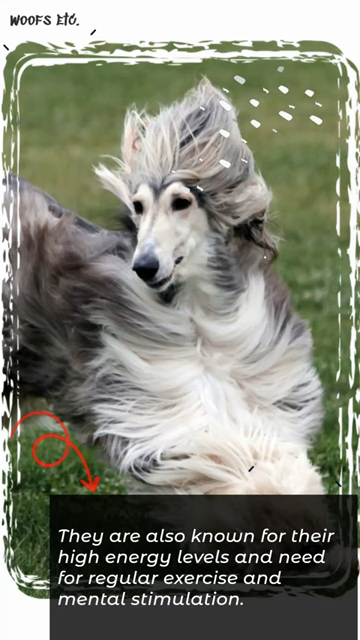 WOOFS ETC.
They are also known for their
high energy levels and need
for regular exercise and
mental stimulation.